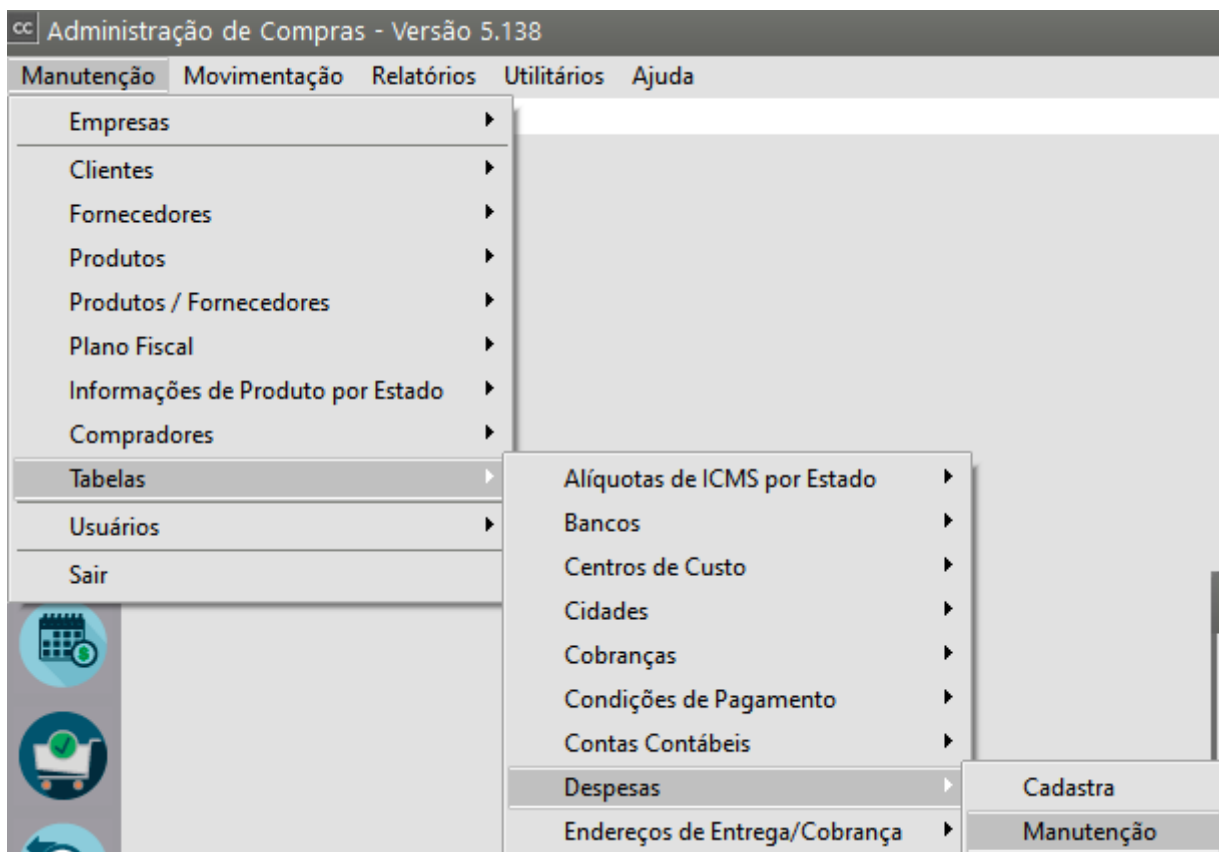 cc Administração de Compras - Versão 5.138
Manutenção Movimentação Relatórios Utilitários Ajuda
Empresas
Clientes
Fornecedores
Produtos
Produtos / Fornecedores
Plano Fiscal
Informações de Produto por Estado
Compradores
Tabelas
Usuários
Sair
Alíquotas de ICMS por Estado
Bancos
Centros de Custo
Cidades
Cobranças
Condições de Pagamento
Contas Contábeis
Despesas
Endereços de Entrega/Cobrança
Cadastra
Manutenção